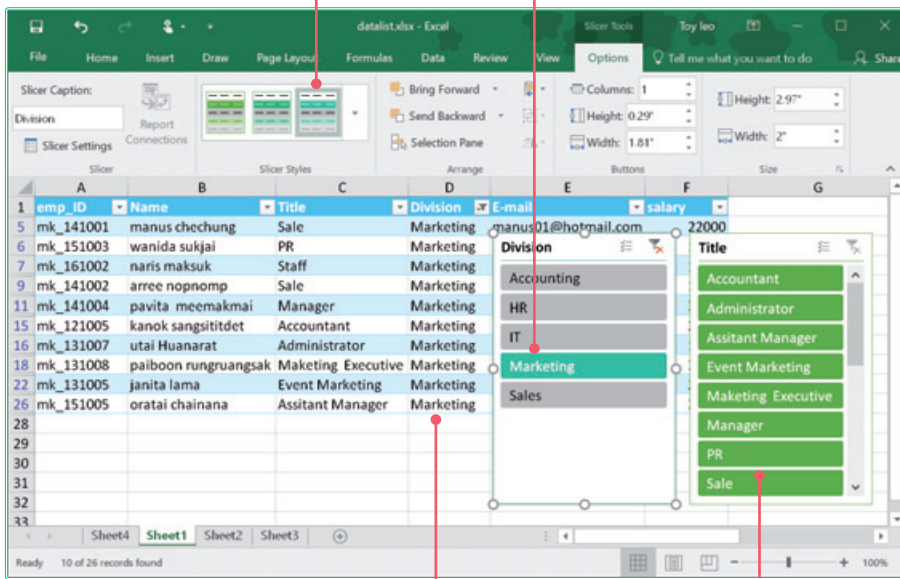 datalist.xlsx - Excel Slicer Tools Toy leo
File Home Insert Draw Page Layout Formulas Data Review View Options Tell me what you want to do Share
Slicer Caption:
Division
Slicer Settings
Report Connections
Slicer
Slicer Styles
Bring Forward
Send Backward
Selection Pane
Arrange
Columns: 1
Height: 0.29"
Width: 1.81"
Buttons
Height: 2.97"
Width: 2"
Size
A B C D E F G
1 emp_ID Name Title Division E-mail salary
5 mk_141001 manus chechung Sale Marketing manus01@hotmail.com 22000
6 mk_151003 wanida sukjai PR Marketing
7 mk_161002 naris maksuk Staff Marketing
9 mk_141002 arree nopnomp Sale Marketing
11 mk_141004 pavita meemakmai Manager Marketing
15 mk_121005 kanok sangsititdet Accountant Marketing
16 mk_131007 utai Huanarat Administrator Marketing
18 mk_131008 paiboon rungruangsak Maketing Executive Marketing
22 mk_131005 janita lama Event Marketing Marketing
26 mk_151005 oratai chainana Assitant Manager Marketing
28
29
30
31
32
33
Division
Accounting
HR
IT
Marketing
Sales
Title
Accountant
Administrator
Assitant Manager
Event Marketing
Maketing Executive
Manager
PR
Sale
Sheet4 Sheet1 Sheet2 Sheet3
Ready 10 of 26 records found 100%